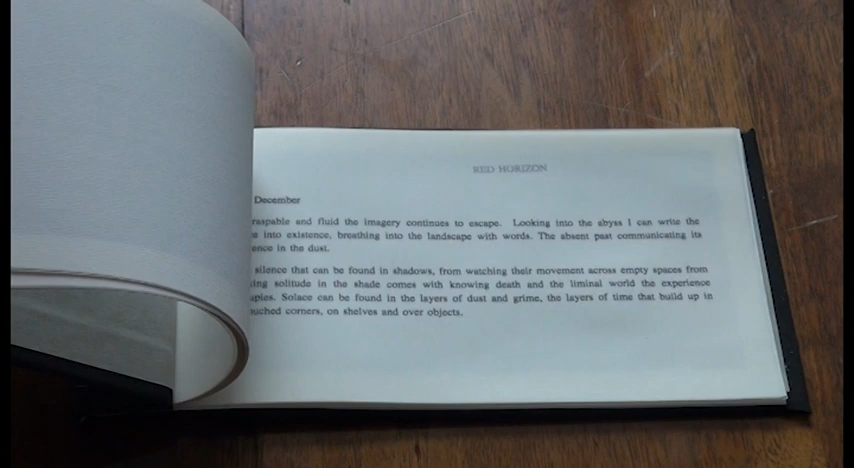 RED HORIZON
December
raspable and fluid the imagery continues to escape. Looking into the abyss I can write the
into existence, breathing into the landscape with words. The absent past communicating its
ence in the dust.
silence that can be found in shadows, from watching their movement across empty spaces from
ing solitude in the shade comes with knowing death and the liminal world the experience
upies. Solace can be found in the layers of dust and grime, the layers of time that build up in
ouched corners, on shelves and over objects.